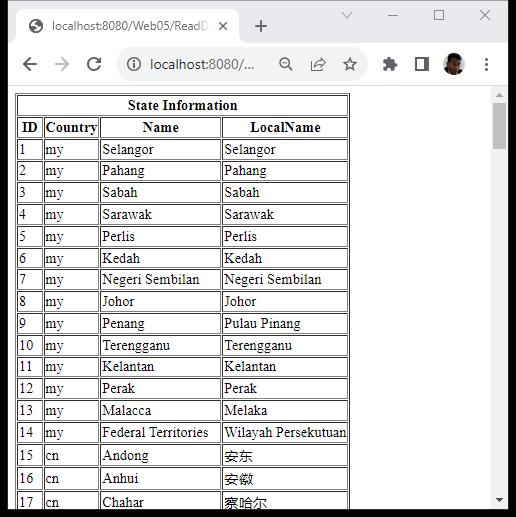 localhost:8080/Web05/ReadD
localhost:8080/...
State Information
ID Country Name LocalName
1 my Selangor Selangor
2 my Pahang Pahang
3 my Sabah Sabah
4 my Sarawak Sarawak
5 my Perlis Perlis
6 my Kedah Kedah
7 my Negeri Sembilan Negeri Sembilan
8 my Johor Johor
9 my Penang Pulau Pinang
10 my Terengganu Terengganu
11 my Kelantan Kelantan
12 my Perak Perak
13 my Malacca Melaka
14 my Federal Territories Wilayah Persekutuan
15 cn Andong 安东
16 cn Anhui 安徽
17 cn Chahar 察哈尔